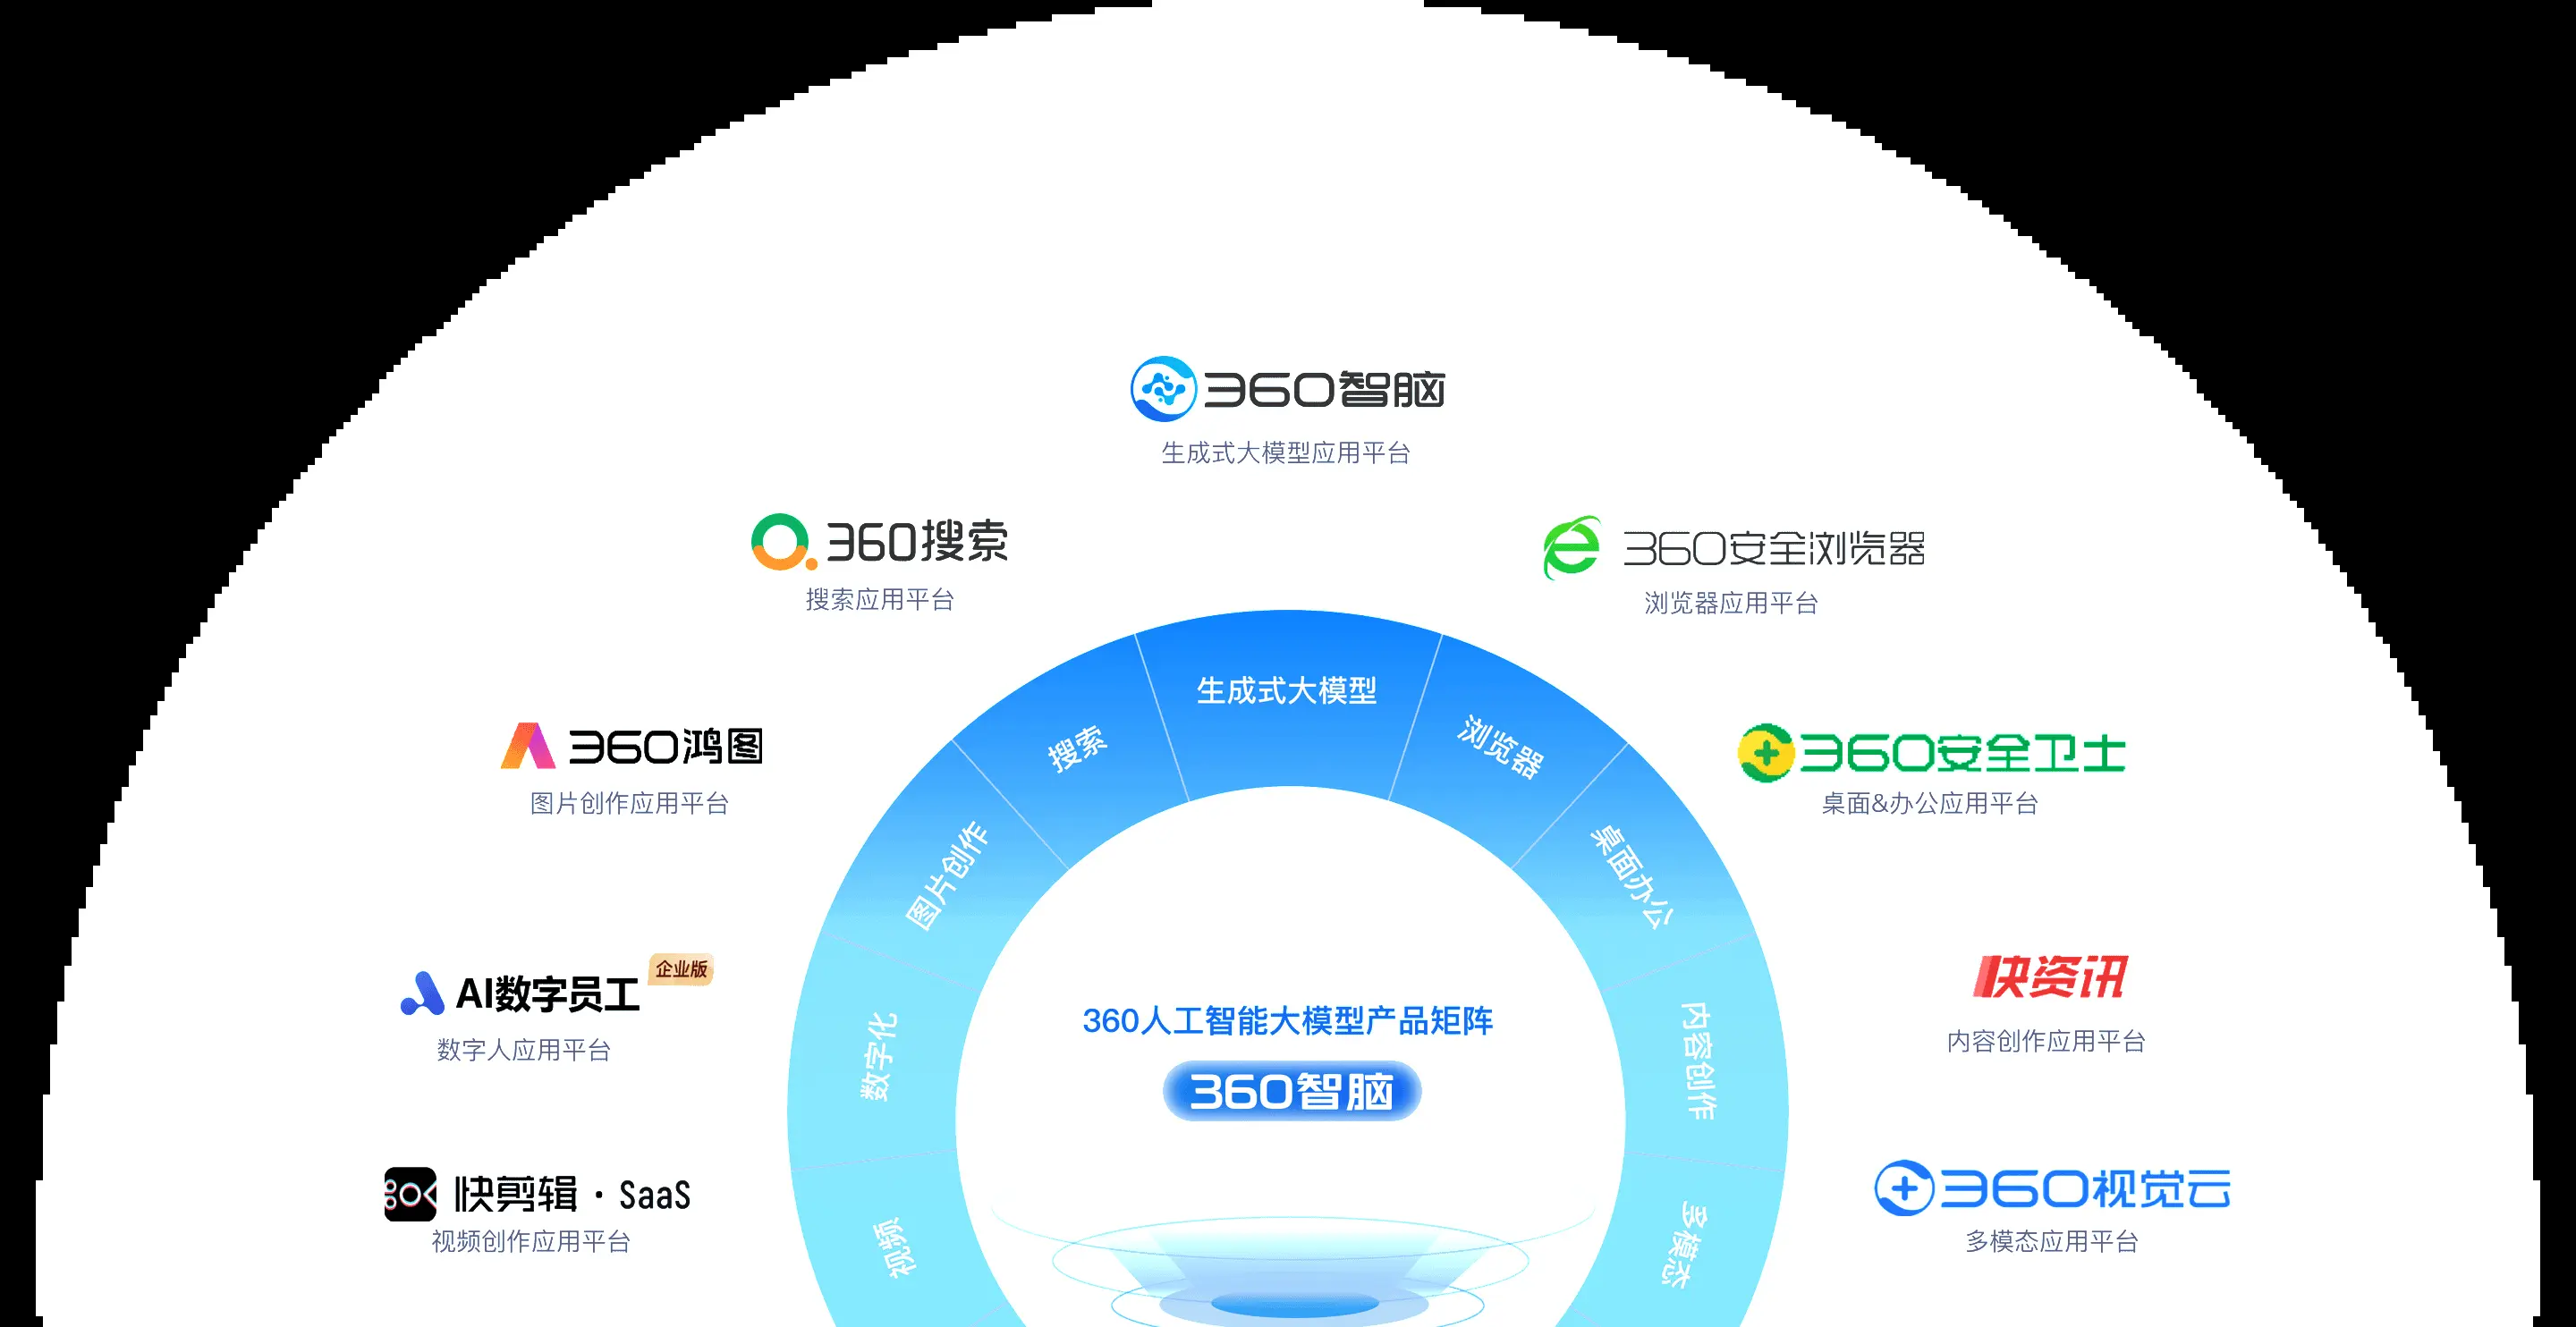 360智脑
生成式大模型应用平台
360搜索
搜索应用平台
360安全浏览器
浏览器应用平台
360鸿图
图片创作应用平台
360安全卫士
桌面&办公应用平台
AI数字员工
企业版
数字人应用平台
快资讯
内容创作应用平台
快剪辑·SaaS
视频创作应用平台
360视觉云
多模态应用平台
生成式大模型
搜索
浏览器
图片创作
桌面办公
数字化
内容创作
视频
多模态
360人工智能大模型产品矩阵
360智脑